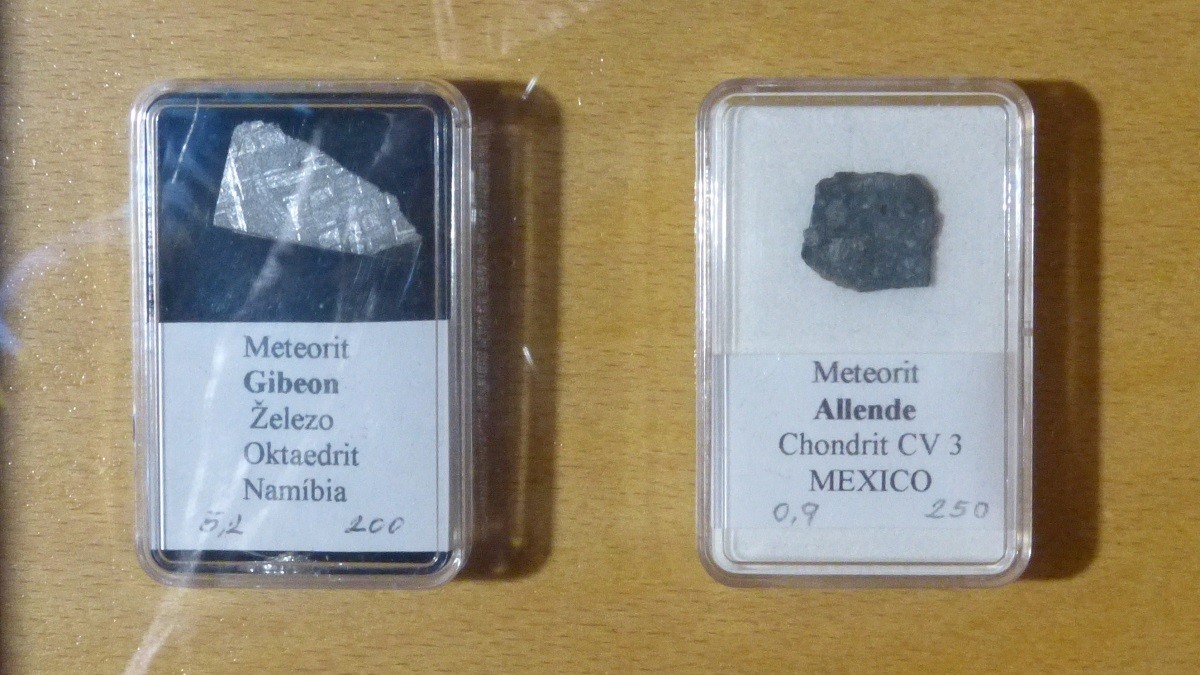 Meteorit
Gibeon
Železo
Oktaedrit
Namíbia
5,2 200
Meteorit
Allende
Chondrit CV 3
MEXICO
0,9 250